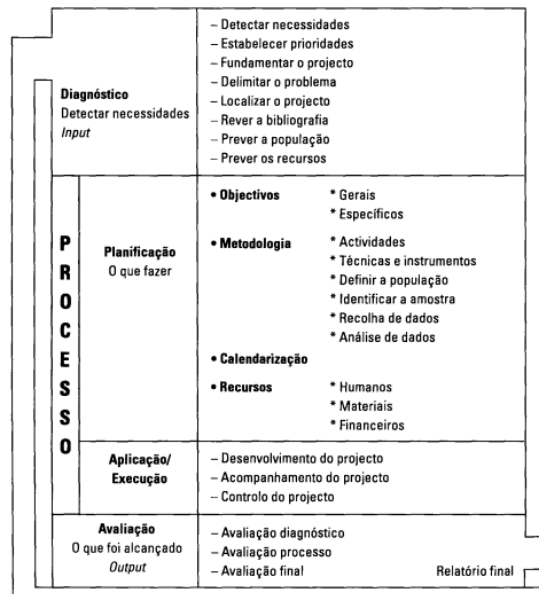 Diagnóstico
Detectar necessidades
Input
– Detectar necessidades
– Estabelecer prioridades
– Fundamentar o projecto
– Delimitar o problema
– Localizar o projecto
– Rever a bibliografia
– Prever a população
– Prever os recursos
PROCESSO
Planificação
O que fazer
• Objectivos
* Gerais
* Específicos
• Metodologia
* Actividades
* Técnicas e instrumentos
* Definir a população
* Identificar a amostra
* Recolha de dados
* Análise de dados
• Calendarização
• Recursos
* Humanos
* Materiais
* Financeiros
Aplicação/
Execução
– Desenvolvimento do projecto
– Acompanhamento do projecto
– Controlo do projecto
Avaliação
O que foi alcançado
Output
– Avaliação diagnóstico
– Avaliação processo
– Avaliação final
Relatório final